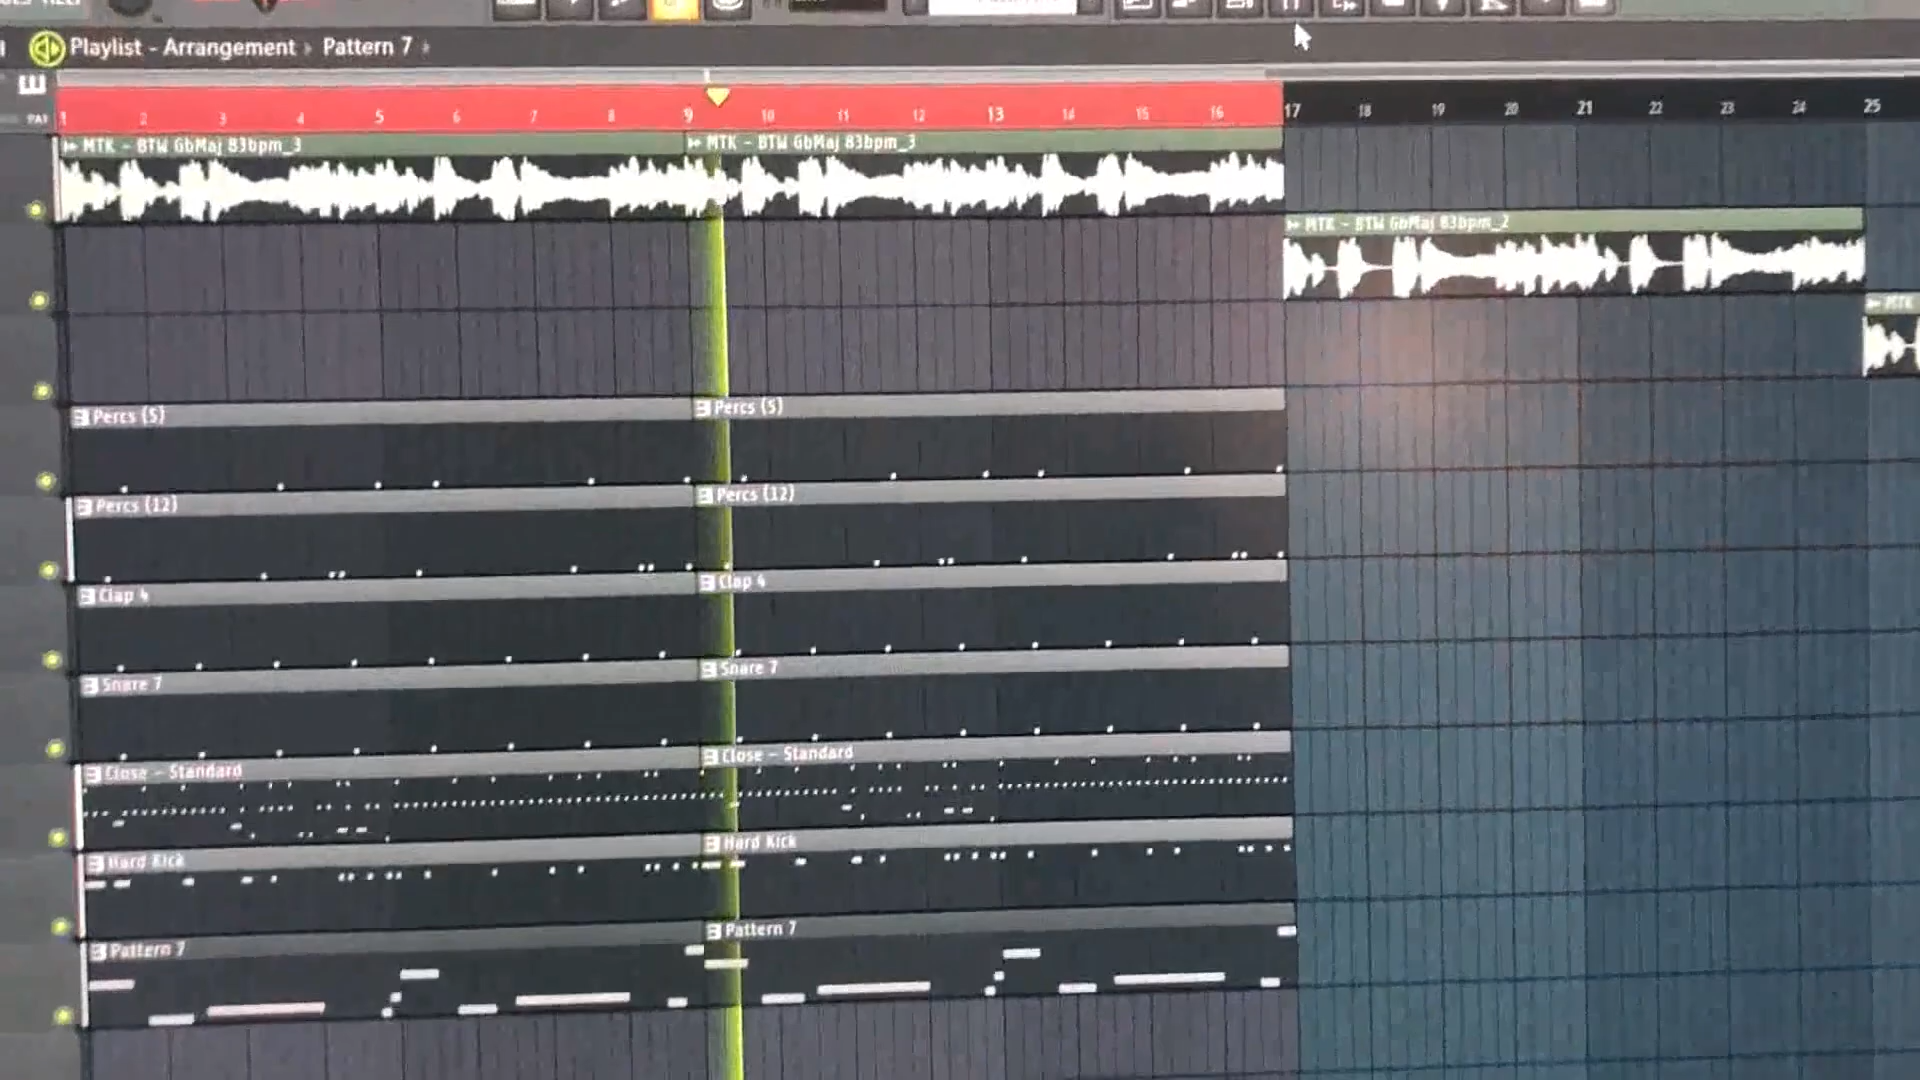 Playlist - Arrangement › Pattern 7 ›
PAT
1 2 3 4 5 6 7 8 9 10 11 12 13 14 15 16 17 18 19 20 21 22 23 24 25
MTK - BTW GbMaj 83bpm_3 MTK - BTW GbMaj 83bpm_3
MTK - BTW GbMaj 83bpm_2
MTK
Percs (5) Percs (5)
Percs (12) Percs (12)
Clap 4 Clap 4
Snare 7 Snare 7
Close - Standard Close - Standard
Hard Kick Hard Kick
Pattern 7 Pattern 7